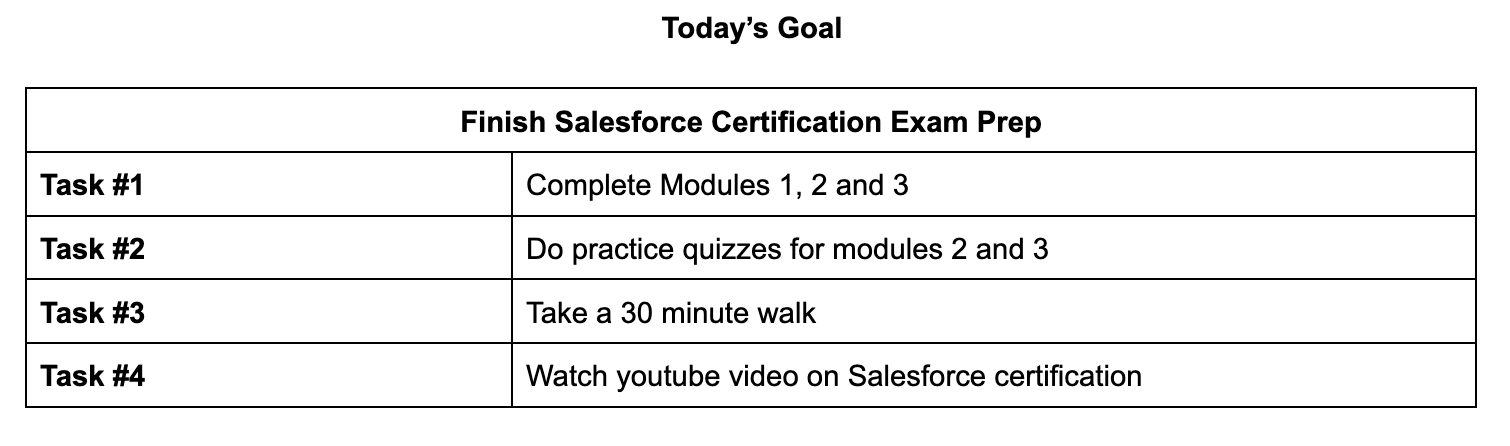 Today’s Goal
Finish Salesforce Certification Exam Prep
Task #1 Complete Modules 1, 2 and 3
Task #2 Do practice quizzes for modules 2 and 3
Task #3 Take a 30 minute walk
Task #4 Watch youtube video on Salesforce certification